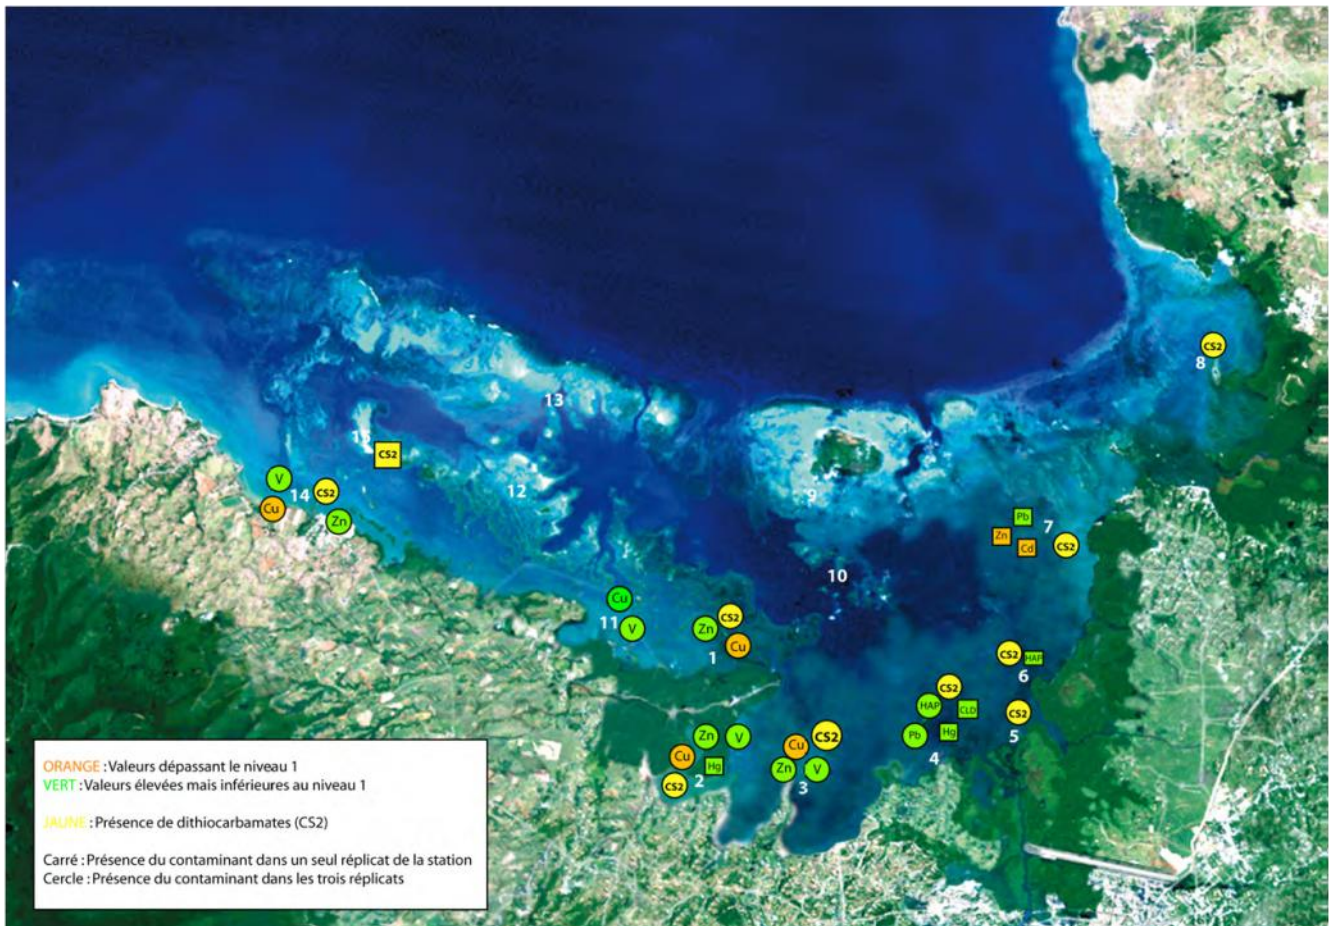 CS2
8
13
15
CS2
V
14
CS2
Cu
Zn
12
9
Pb
7
Zn
Cd
CS2
10
Cu
11
V
Zn
CS2
1
Cu
CS2
HAP
6
CS2
HAP
CLD
CS2
5
Pb
Hg
4
Zn
V
Cu
Hg
2
CS2
Cu
CS2
Zn
V
3
ORANGE : Valeurs dépassant le niveau 1
VERT : Valeurs élevées mais inférieures au niveau 1
JAUNE : Présence de dithiocarbamates (CS2)
Carré : Présence du contaminant dans un seul réplicat de la station
Cercle : Présence du contaminant dans les trois réplicats